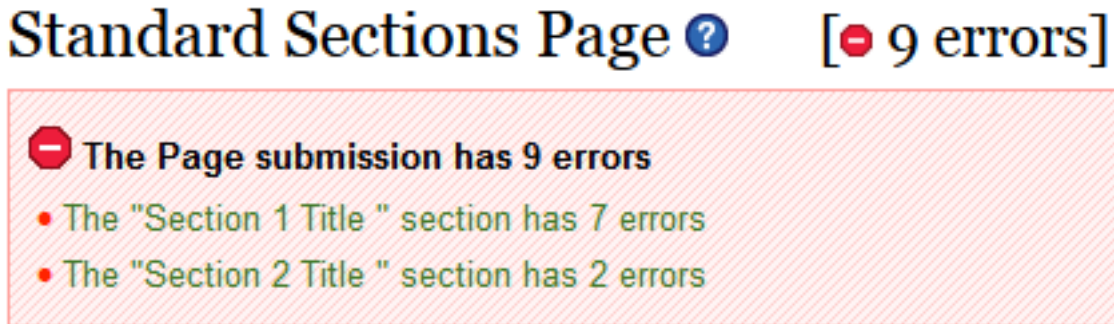 Standard Sections Page ? [ 9 errors]
The Page submission has 9 errors
• The "Section 1 Title " section has 7 errors
• The "Section 2 Title " section has 2 errors